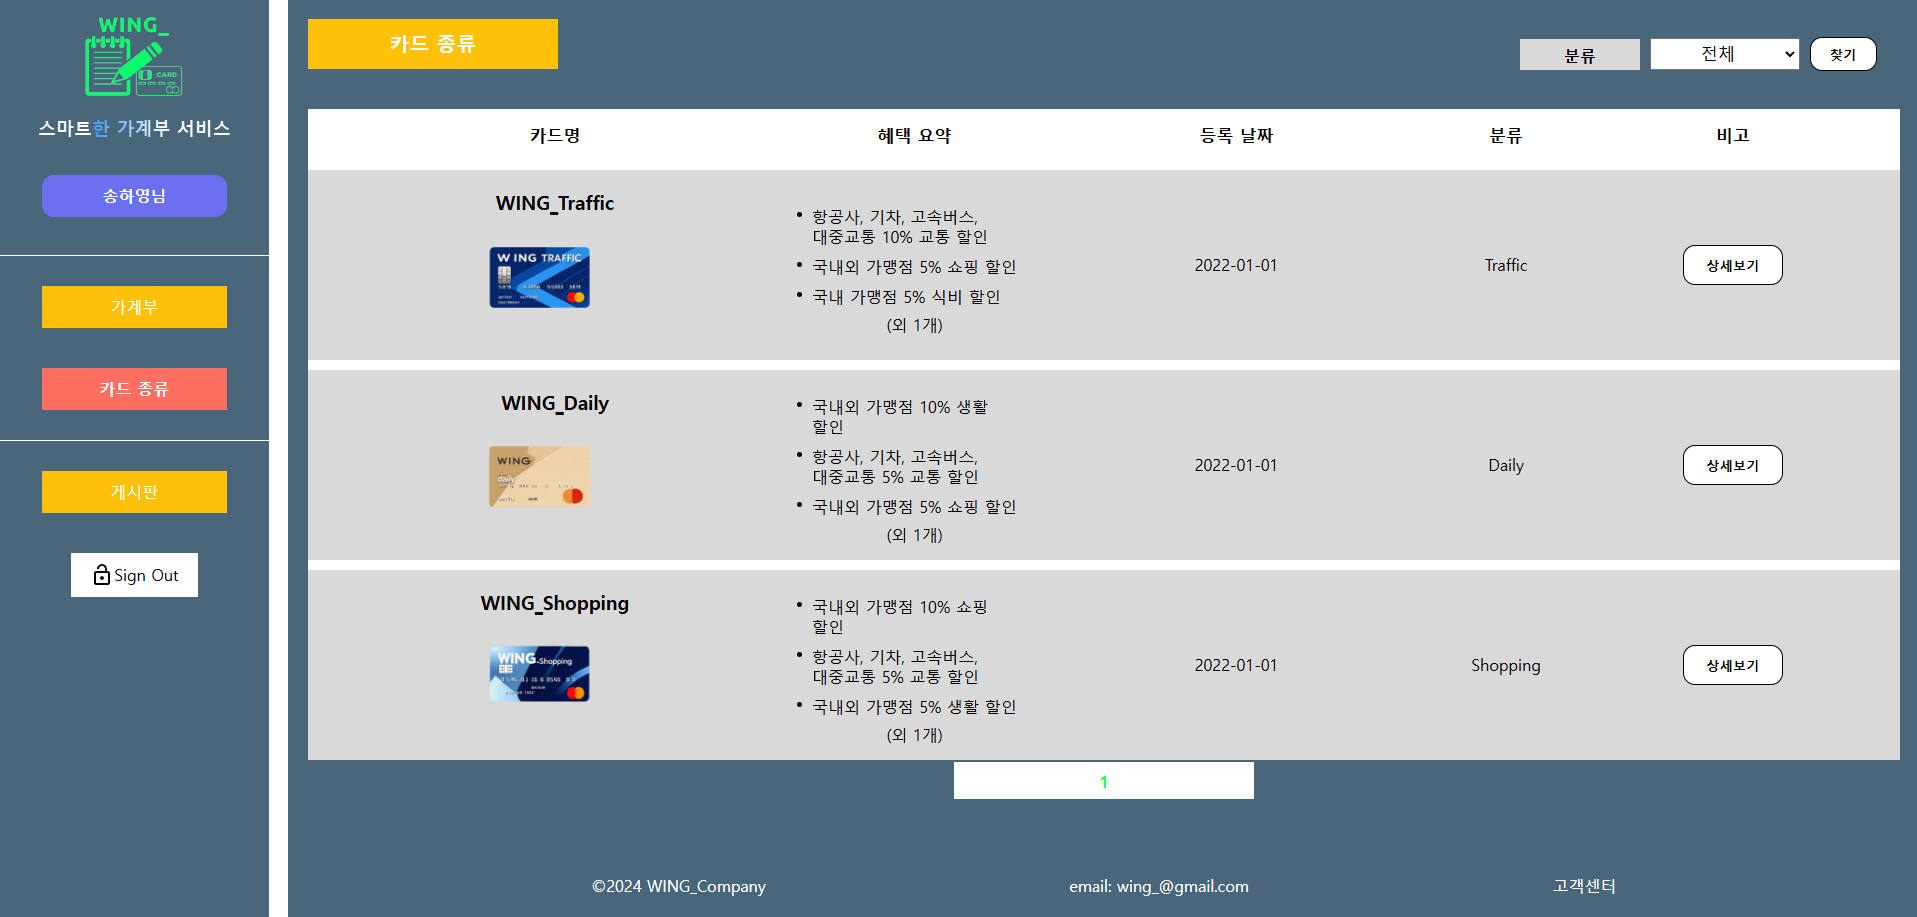 WING_
CARD
스마트한 가계부 서비스
송하영님
가계부
카드 종류
게시판
Sign Out
카드 종류
분류 전체 찾기
카드명 혜택 요약 등록 날짜 분류 비고
WING_Traffic
W ING TRAFFIC
• 항공사, 기차, 고속버스,
대중교통 10% 교통 할인
• 국내외 가맹점 5% 쇼핑 할인
• 국내 가맹점 5% 식비 할인
(외 1개)
2022-01-01 Traffic 상세보기
WING_Daily
WING
daily
• 국내외 가맹점 10% 생활
할인
• 항공사, 기차, 고속버스,
대중교통 5% 교통 할인
• 국내외 가맹점 5% 쇼핑 할인
(외 1개)
2022-01-01 Daily 상세보기
WING_Shopping
WING-Shopping
• 국내외 가맹점 10% 쇼핑
할인
• 항공사, 기차, 고속버스,
대중교통 5% 교통 할인
• 국내외 가맹점 5% 생활 할인
(외 1개)
2022-01-01 Shopping 상세보기
1
©2024 WING_Company email: wing_@gmail.com 고객센터